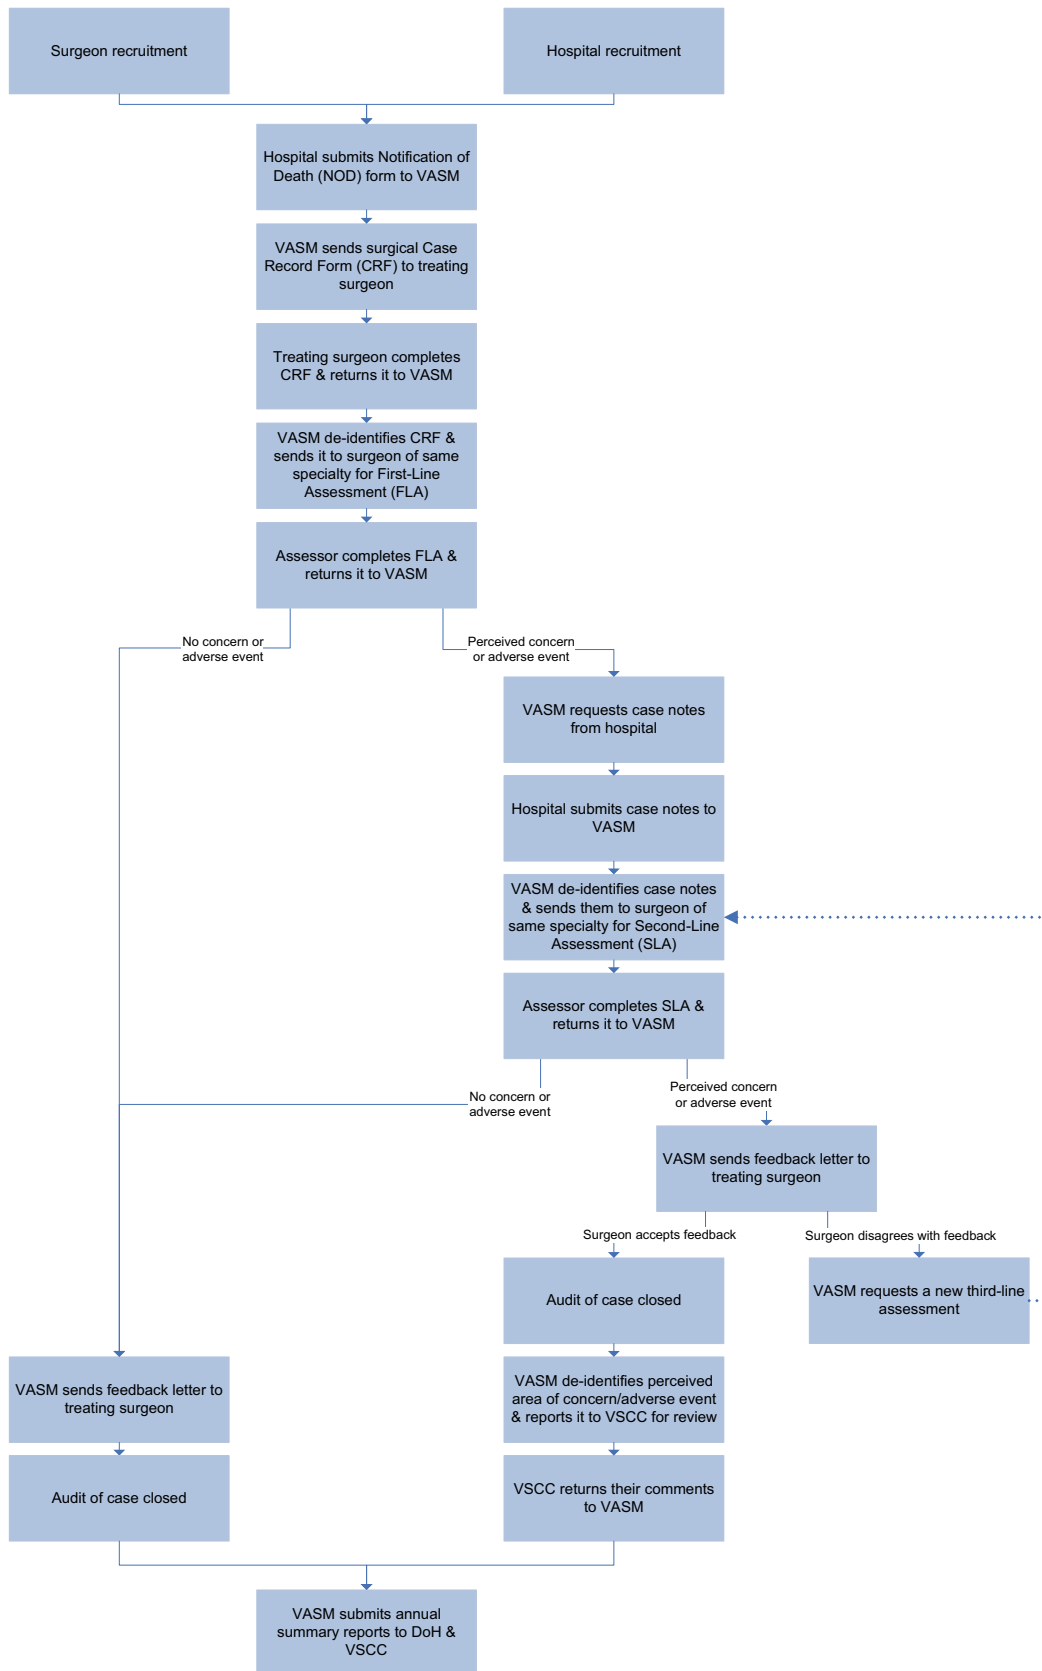 Surgeon recruitment
Hospital recruitment
Hospital submits Notification of
Death (NOD) form to VASM
VASM sends surgical Case
Record Form (CRF) to treating
surgeon
Treating surgeon completes
CRF & returns it to VASM
VASM de-identifies CRF &
sends it to surgeon of same
specialty for First-Line
Assessment (FLA)
Assessor completes FLA &
returns it to VASM
No concern or
adverse event
Perceived concern
or adverse event
VASM requests case notes
from hospital
Hospital submits case notes to
VASM
VASM de-identifies case notes
& sends them to surgeon of
same specialty for Second-Line
Assessment (SLA)
Assessor completes SLA &
returns it to VASM
No concern or
adverse event
Perceived concern
or adverse event
VASM sends feedback letter to
treating surgeon
Surgeon accepts feedback
Surgeon disagrees with feedback
Audit of case closed
VASM requests a new third-line
assessment
VASM sends feedback letter to
treating surgeon
VASM de-identifies perceived
area of concern/adverse event
& reports it to VSCC for review
Audit of case closed
VSCC returns their comments
to VASM
VASM submits annual
summary reports to DoH &
VSCC